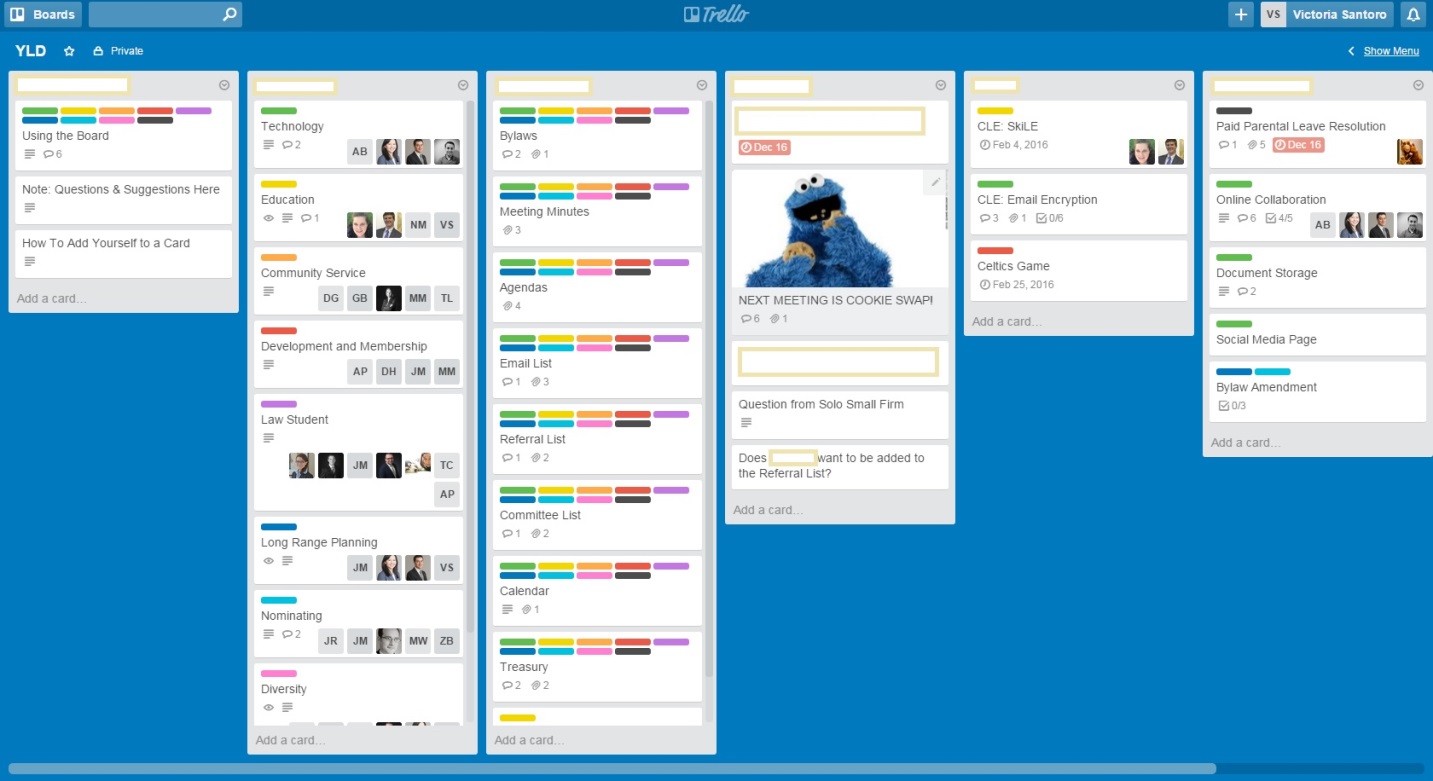 Boards
Trello
VS Victoria Santoro
YLD
Private
Show Menu
Using the Board
6
Note: Questions & Suggestions Here
How To Add Yourself to a Card
Add a card...
Technology
2
AB
Education
1
NM VS
Community Service
DG GB MM TL
Development and Membership
AP DH JM MM
Law Student
JM TC
AP
Long Range Planning
JM VS
Nominating
2
JR JM MW ZB
Diversity
Add a card...
Bylaws
2 1
Meeting Minutes
3
Agendas
4
Email List
1 3
Referral List
1 2
Committee List
1 2
Calendar
1
Treasury
2 2
Add a card...
Dec 16
NEXT MEETING IS COOKIE SWAP!
6 1
Question from Solo Small Firm
Does want to be added to
the Referral List?
Add a card...
CLE: SkiLE
Feb 4, 2016
CLE: Email Encryption
3 1 0/6
Celtics Game
Feb 25, 2016
Add a card...
Paid Parental Leave Resolution
1 5 Dec 16
Online Collaboration
6 4/5
AB
Document Storage
2
Social Media Page
Bylaw Amendment
0/3
Add a card...